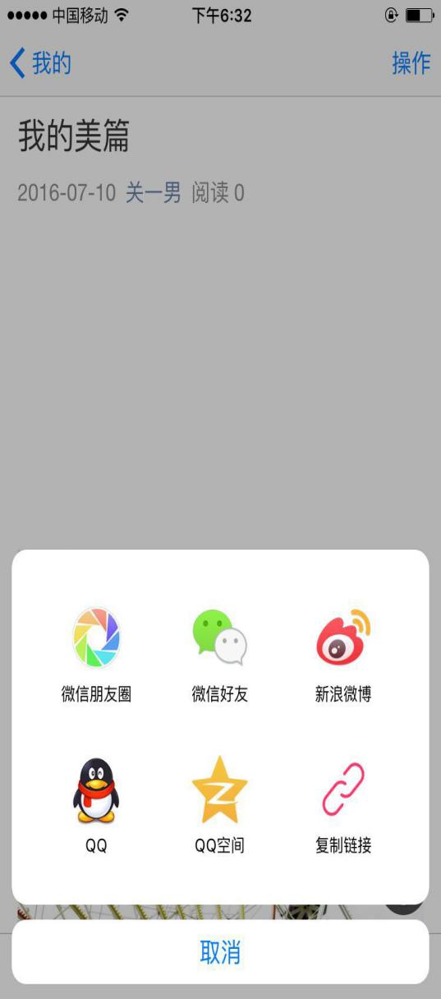 中国移动 下午6:32
我的 操作
我的美篇
2016-07-10 关一男 阅读 0
微信朋友圈 微信好友 新浪微博
QQ QQ空间 复制链接
取消